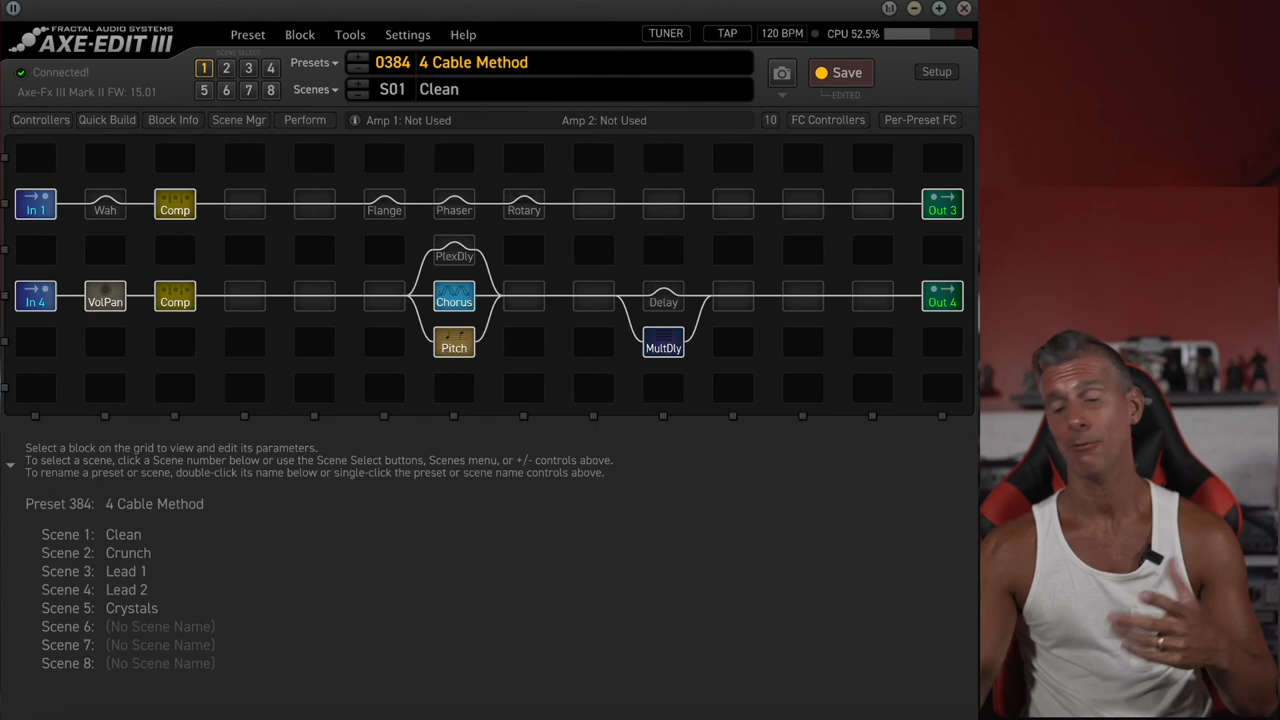 FRACTAL AUDIO SYSTEMS
AXE-EDIT III
Preset Block Tools Settings Help
TUNER TAP 120 BPM CPU 52.5%
Connected!
Axe-Fx III Mark II FW: 15.01
SCENE SELECT
1 2 3 4
5 6 7 8
Presets
0384 4 Cable Method
Scenes
S01 Clean
Save
EDITED
Setup
Controllers Quick Build Block Info Scene Mgr Perform
Amp 1: Not Used Amp 2: Not Used
10 FC Controllers Per-Preset FC
In 1 Wah Comp Flange Phaser Rotary Out 3
PlexDly
In 4 VolPan Comp Chorus Delay Out 4
Pitch MultDly
Select a block on the grid to view and edit its parameters.
To select a scene, click a Scene number below or use the Scene Select buttons, Scenes menu, or +/- controls above.
To rename a preset or scene, double-click its name below or single-click the preset or scene name controls above.
Preset 384: 4 Cable Method
Scene 1: Clean
Scene 2: Crunch
Scene 3: Lead 1
Scene 4: Lead 2
Scene 5: Crystals
Scene 6: (No Scene Name)
Scene 7: (No Scene Name)
Scene 8: (No Scene Name)